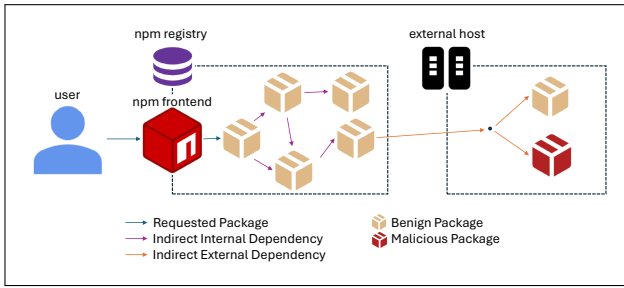 npm registry
external host
user
npm frontend
Requested Package
Indirect Internal Dependency
Indirect External Dependency
Benign Package
Malicious Package